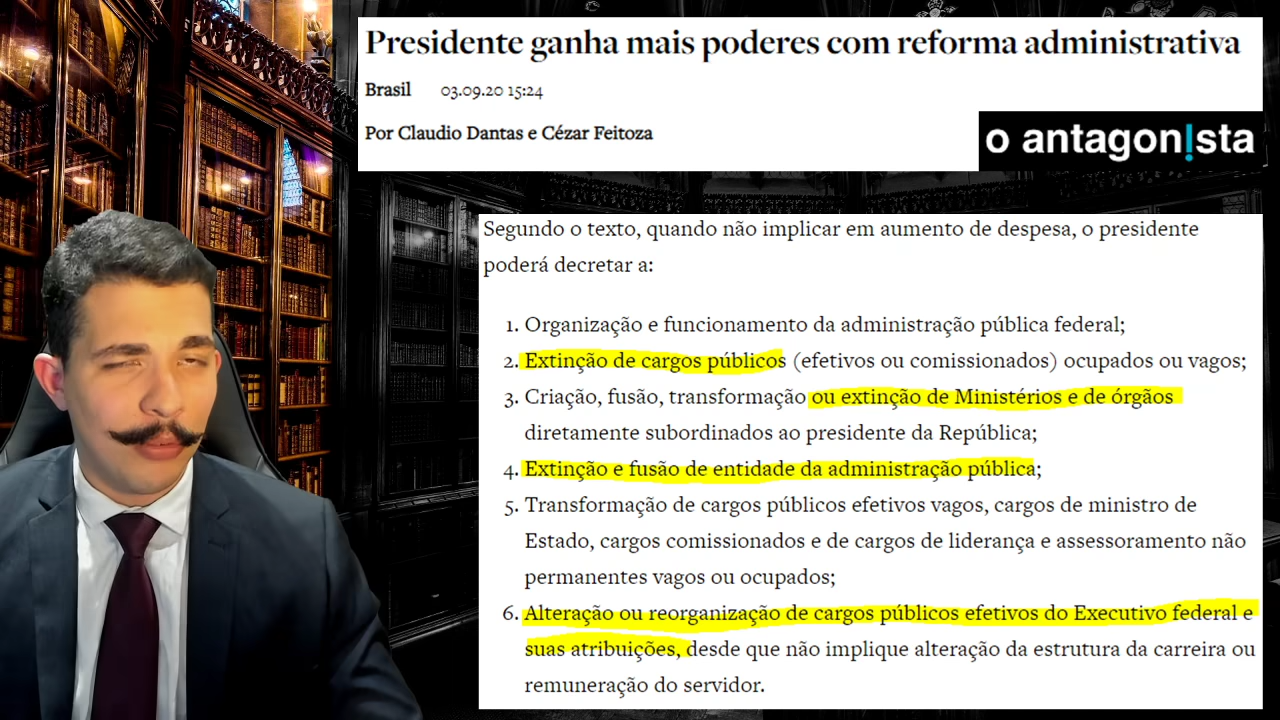 Presidente ganha mais poderes com reforma administrativa
Brasil 03.09.20 15:24
Por Claudio Dantas e Cézar Feitoza
o antagon!sta
Segundo o texto, quando não implicar em aumento de despesa, o presidente
poderá decretar a:
1. Organização e funcionamento da administração pública federal;
2. Extinção de cargos públicos (efetivos ou comissionados) ocupados ou vagos;
3. Criação, fusão, transformação ou extinção de Ministérios e de órgãos
diretamente subordinados ao presidente da República;
4. Extinção e fusão de entidade da administração pública;
5. Transformação de cargos públicos efetivos vagos, cargos de ministro de
Estado, cargos comissionados e de cargos de liderança e assessoramento não
permanentes vagos ou ocupados;
6. Alteração ou reorganização de cargos públicos efetivos do Executivo federal e
suas atribuições, desde que não implique alteração da estrutura da carreira ou
remuneração do servidor.